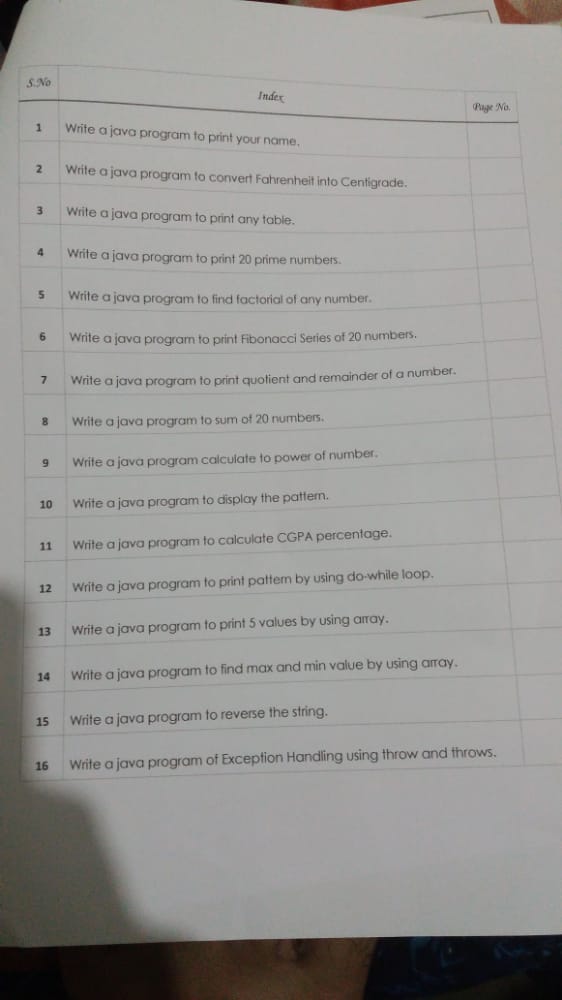 S.No Index Page No.
1 Write a java program to print your name.
2 Write a java program to convert Fahrenheit into Centigrade.
3 Write a java program to print any table.
4 Write a java program to print 20 prime numbers.
5 Write a java program to find factorial of any number.
6 Write a java program to print Fibonacci Series of 20 numbers.
7 Write a java program to print quotient and remainder of a number.
8 Write a java program to sum of 20 numbers.
9 Write a java program calculate to power of number.
10 Write a java program to display the pattern.
11 Write a java program to calculate CGPA percentage.
12 Write a java program to print pattern by using do-while loop.
13 Write a java program to print 5 values by using array.
14 Write a java program to find max and min value by using array.
15 Write a java program to reverse the string.
16 Write a java program of Exception Handling using throw and throws.